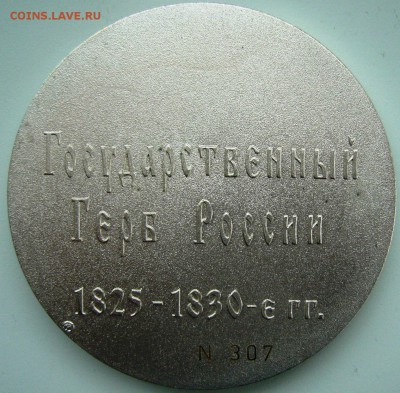 COINS.LAVE.RU
Государственный
Герб России
1825-1830-е гг.
N 307